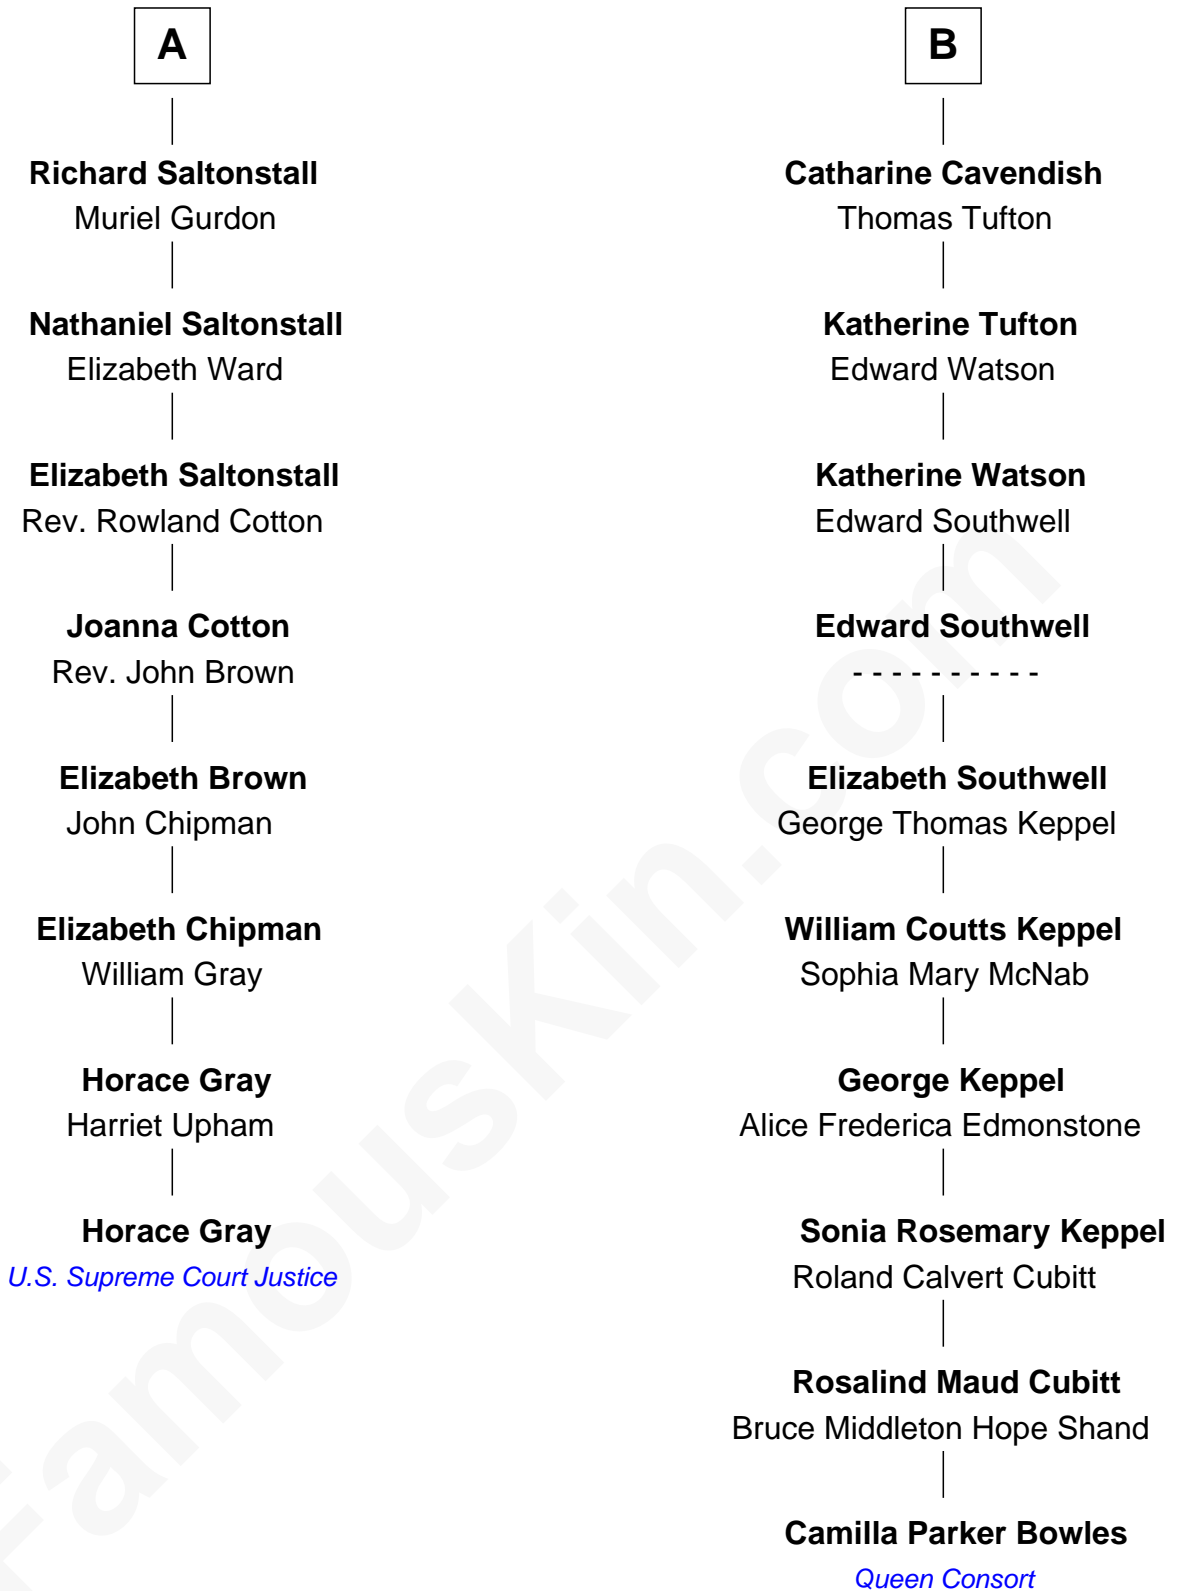 A
Richard Saltonstall
Muriel Gurdon
Nathaniel Saltonstall
Elizabeth Ward
Elizabeth Saltonstall
Rev. Rowland Cotton
Joanna Cotton
Rev. John Brown
Elizabeth Brown
John Chipman
Elizabeth Chipman
William Gray
Horace Gray
Harriet Upham
Horace Gray
U.S. Supreme Court Justice
B
Catharine Cavendish
Thomas Tufton
Katherine Tufton
Edward Watson
Katherine Watson
Edward Southwell
Edward Southwell
- - - - - - - - - -
Elizabeth Southwell
George Thomas Keppel
William Coutts Keppel
Sophia Mary McNab
George Keppel
Alice Frederica Edmonstone
Sonia Rosemary Keppel
Roland Calvert Cubitt
Rosalind Maud Cubitt
Bruce Middleton Hope Shand
Camilla Parker Bowles
Queen Consort
FamousKin.com